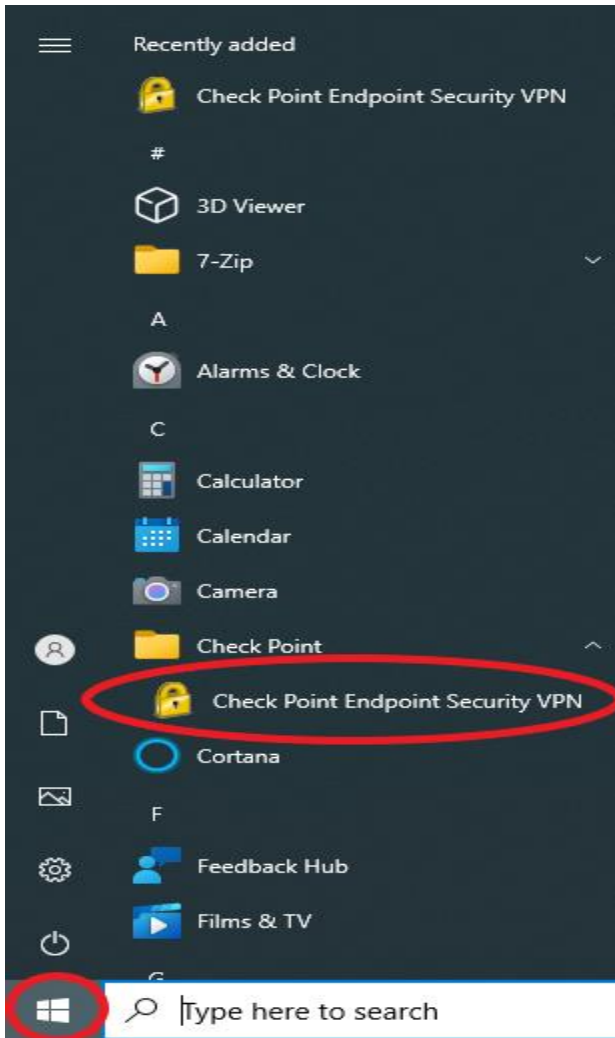 Recently added
Check Point Endpoint Security VPN
#
3D Viewer
7-Zip
A
Alarms & Clock
C
Calculator
Calendar
Camera
Check Point
Check Point Endpoint Security VPN
Cortana
F
Feedback Hub
Films & TV
G
Type here to search